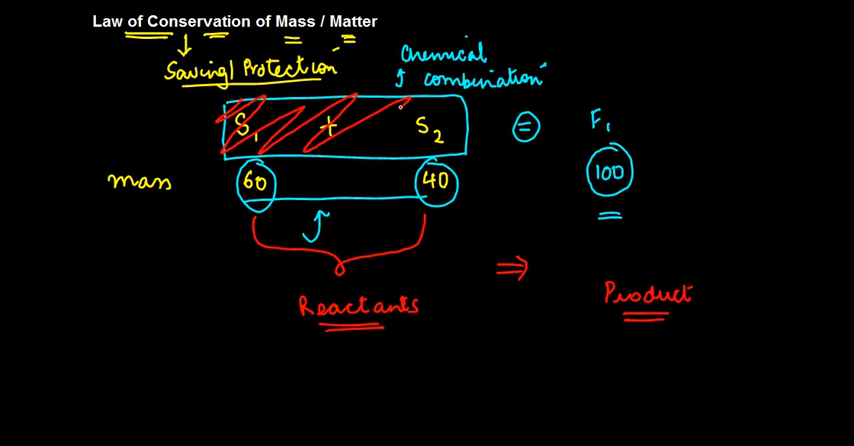 Law of Conservation of Mass / Matter
Saving/ Protection
Chemical
combination
S1 + S2 = F1
mass 60 40 100
Reactants ⇒ Product